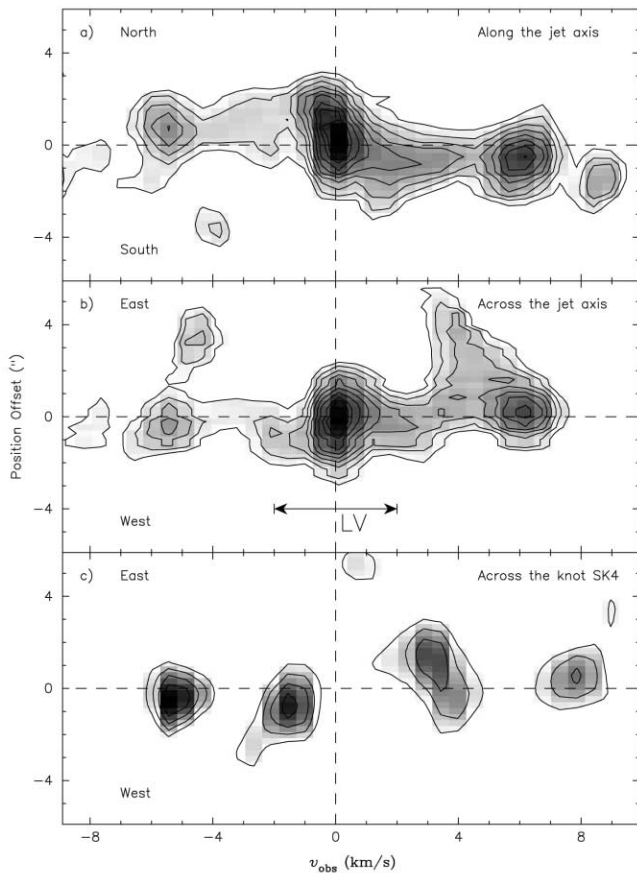 a) North Along the jet axis
4
0
-4
South
b) East Across the jet axis
4
0
-4
West
LV
Position Offset (")
c) East Across the knot SK4
4
0
-4
West
-8 -4 0 4 8
v_obs (km/s)